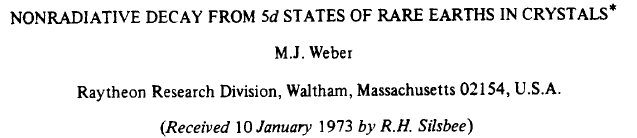 NONRADIATIVE DECAY FROM 5d STATES OF RARE EARTHS IN CRYSTALS*
M.J. Weber
Raytheon Research Division, Waltham, Massachusetts 02154, U.S.A.
(Received 10 January 1973 by R.H. Silsbee)